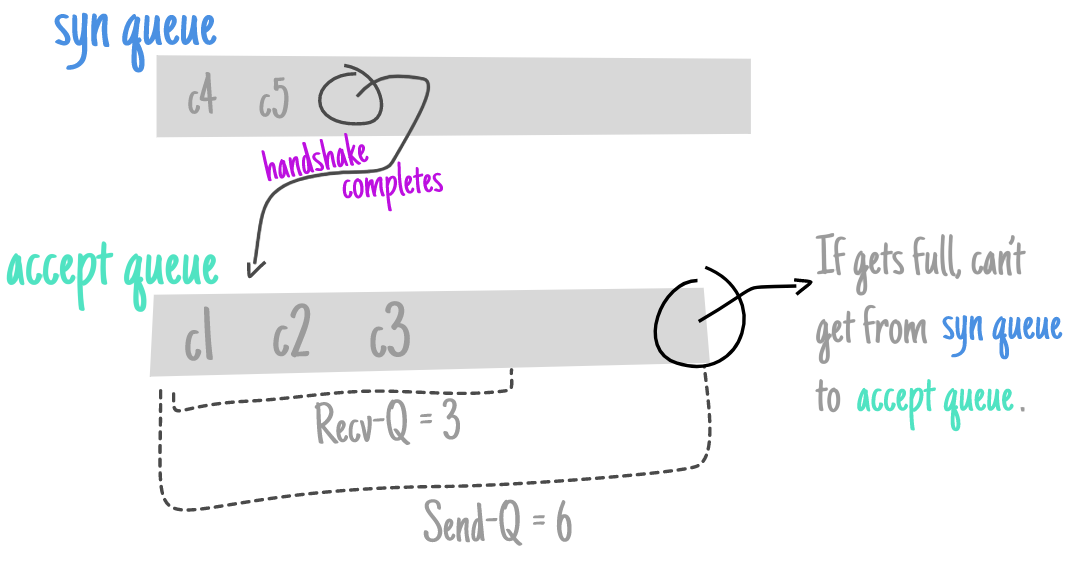 syn queue
c4 c5
handshake
completes
accept queue
c1 c2 c3
If gets full, can't
get from syn queue
to accept queue.
Recv-Q = 3
Send-Q = 6